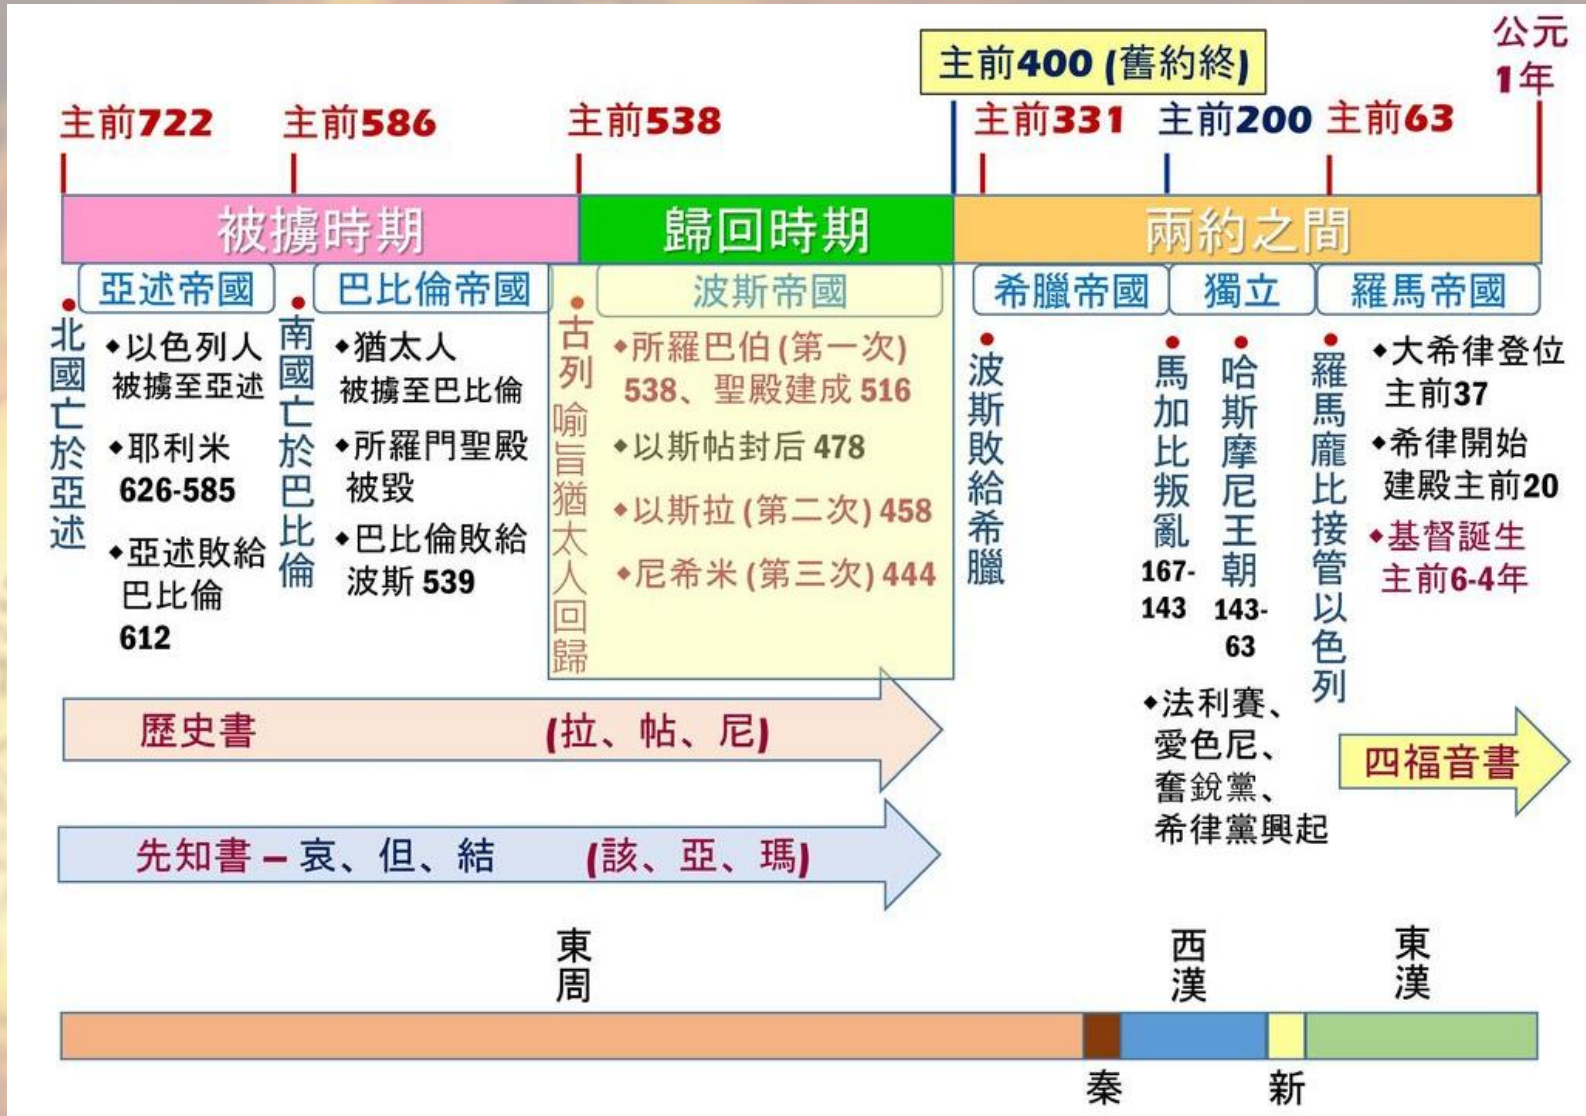 公元
1年
主前400 (舊約終)
主前722
主前586
主前538
主前331
主前200
主前63
被擄時期
歸回時期
兩約之間
亞述帝國
巴比倫帝國
波斯帝國
希臘帝國
獨立
羅馬帝國
北國亡於亞述
◆以色列人
被擄至亞述
◆耶利米
626-585
◆亞述敗給
巴比倫
612
南國亡於巴比倫
◆猶太人
被擄至巴比倫
◆所羅門聖殿
被毀
◆巴比倫敗給
波斯 539
古列 喻旨猶太人回歸
◆所羅巴伯 (第一次)
538、聖殿建成 516
◆以斯帖封后 478
◆以斯拉 (第二次) 458
◆尼希米 (第三次) 444
波斯敗給希臘
馬加比叛亂
167-
143
哈斯摩尼王朝
143-
63
◆法利賽、
愛色尼、
奮銳黨、
希律黨興起
羅馬龐比接管以色列
◆大希律登位
主前37
◆希律開始
建殿主前20
◆基督誕生
主前6-4年
歷史書 (拉、帖、尼)
四福音書
先知書 – 哀、但、結 (該、亞、瑪)
東周
西漢
東漢
秦
新